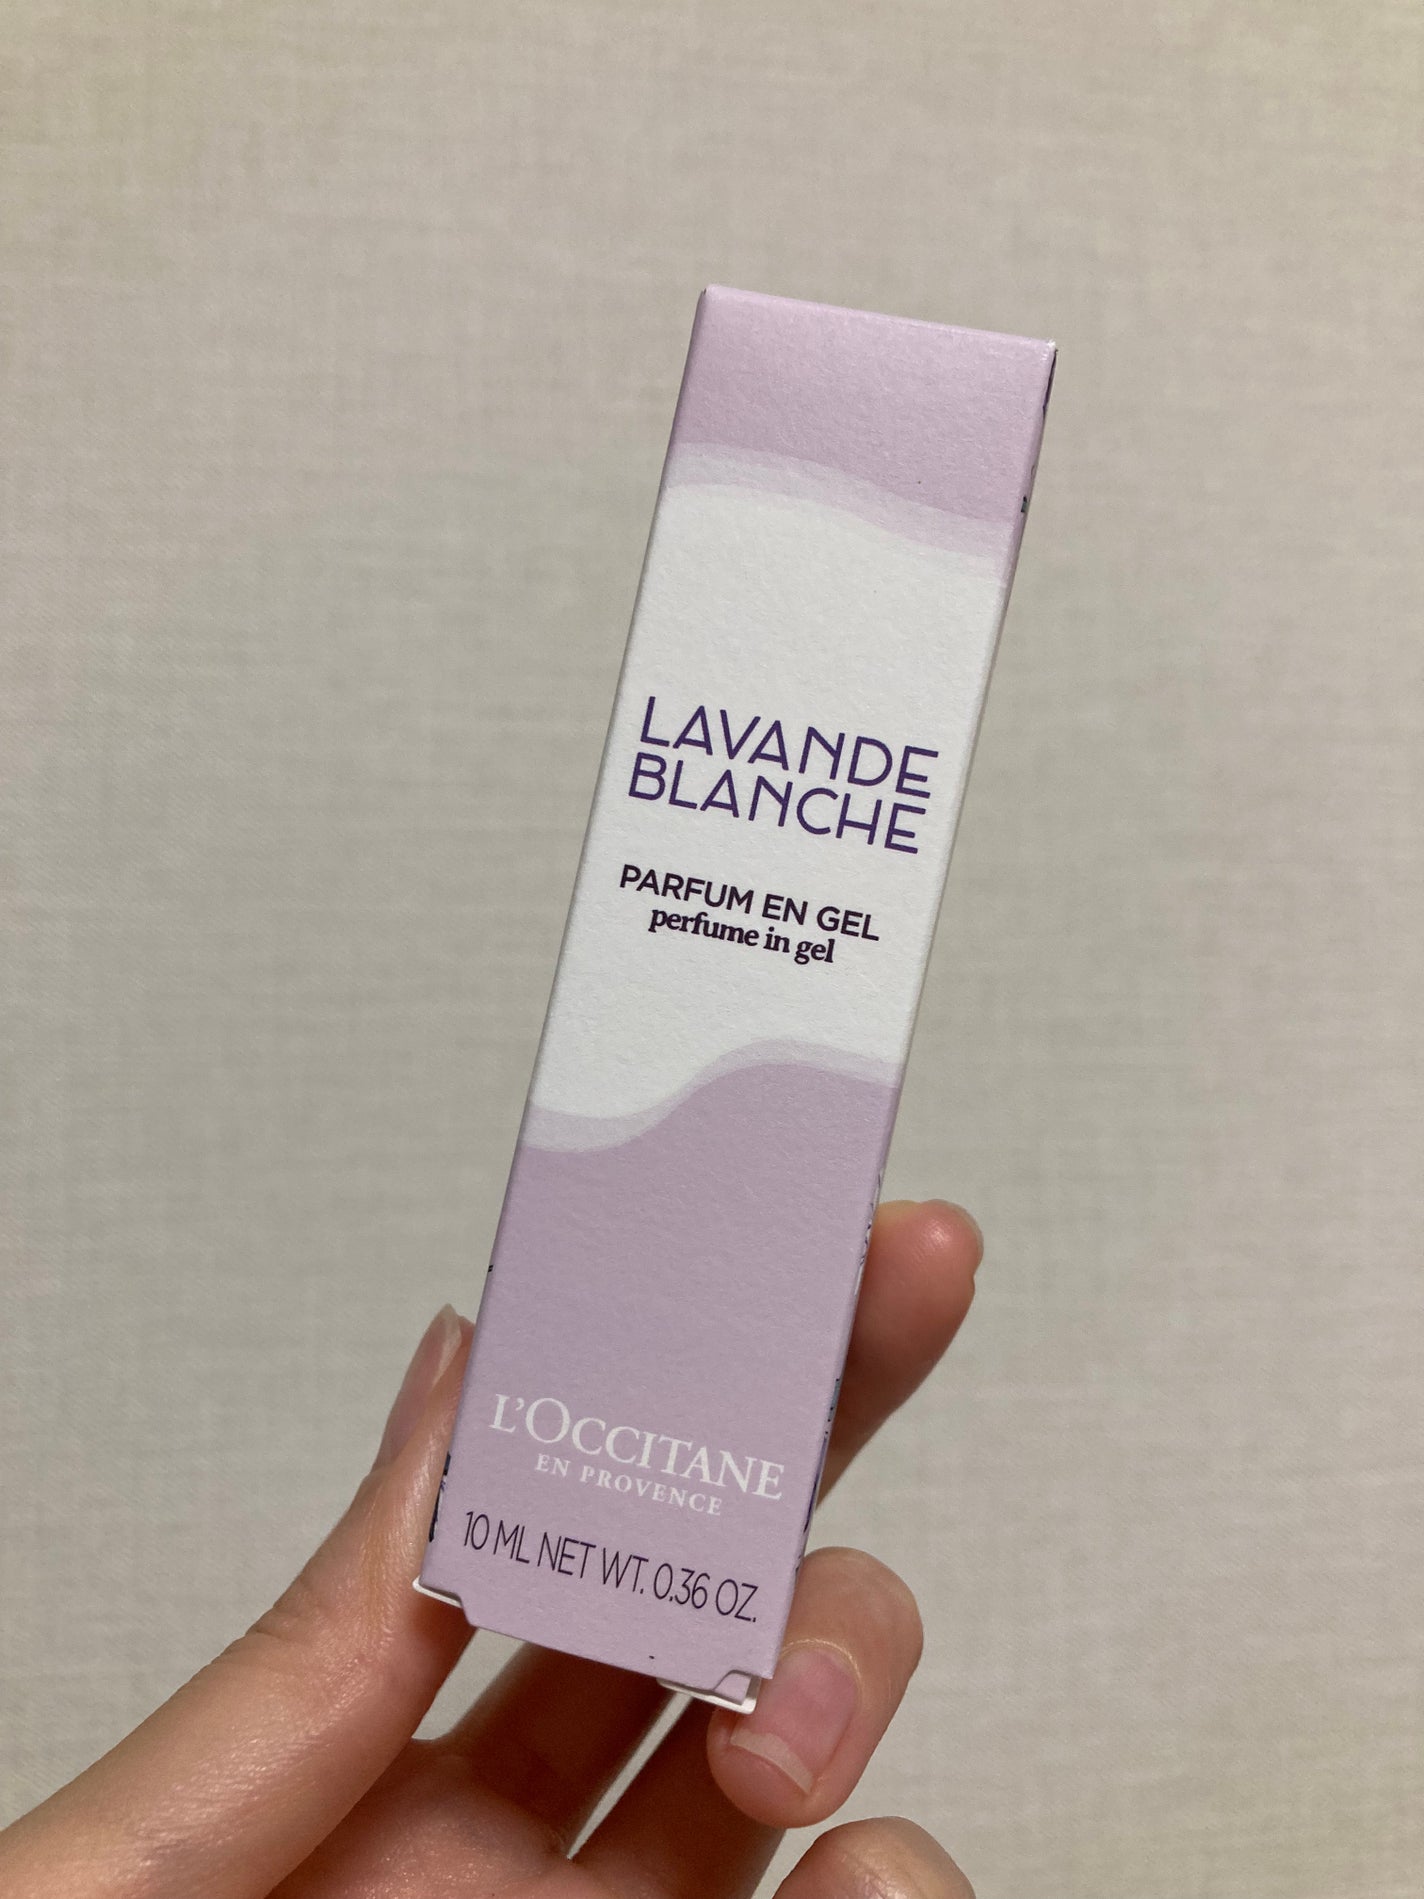 LAVANDE
BLANCHE
PARFUM EN GEL
perfume in gel
L'OCCITANE
EN PROVENCE
10 ML NET WT. 0.36 OZ.